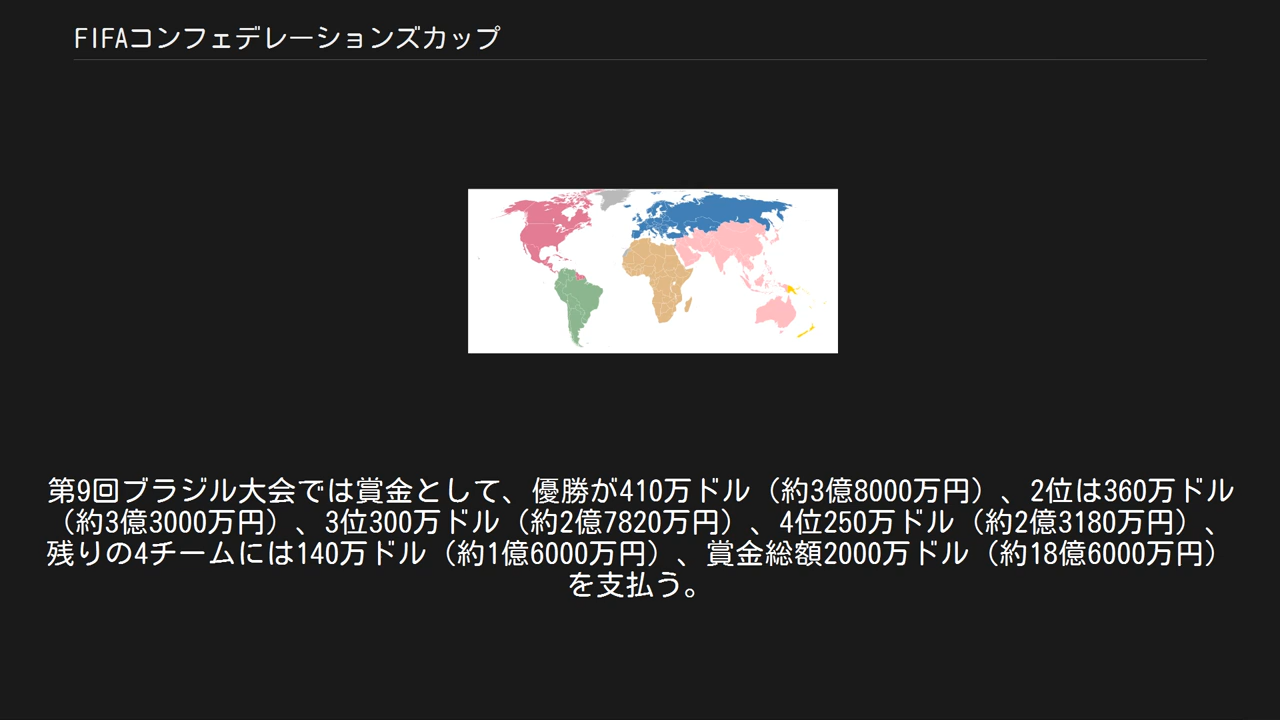 FIFAコンフェデレーションズカップ
第9回ブラジル大会では賞金として、優勝が410万ドル（約3億8000万円）、2位は360万ドル
（約3億3000万円）、3位300万ドル（約2億7820万円）、4位250万ドル（約2億3180万円）、
残りの4チームには140万ドル（約1億6000万円）、賞金総額2000万ドル（約18億6000万円）
を支払う。